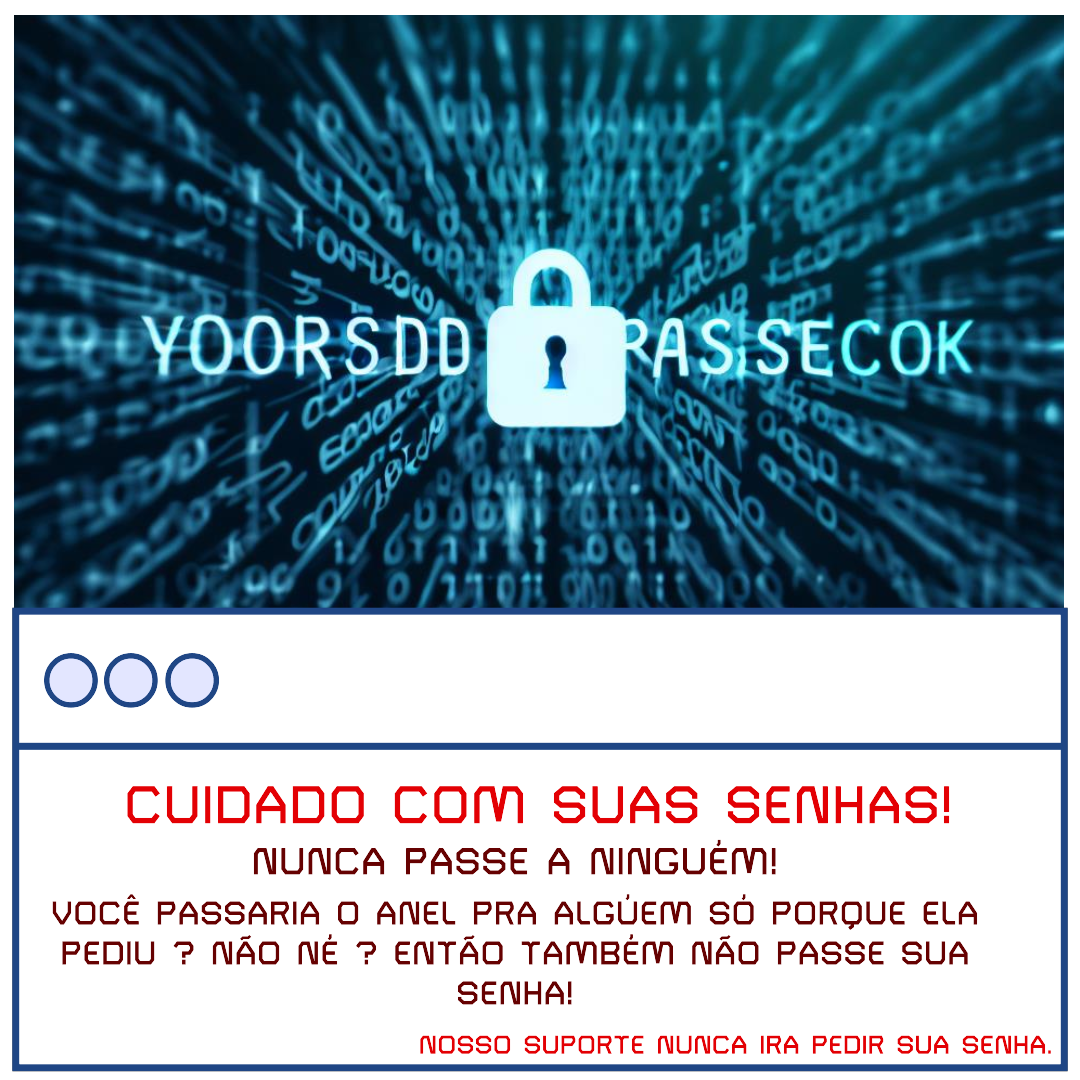 YOORSDD RASSECOK
CUIDADO COM SUAS SENHAS!
NUNCA PASSE A NINGUÉM!
VOCÊ PASSARIA O ANEL PRA ALGÚEM SÓ PORQUE ELA
PEDIU ? NÃO NÉ ? ENTÃO TAMBÉM NÃO PASSE SUA
SENHA!
NOSSO SUPORTE NUNCA IRA PEDIR SUA SENHA.